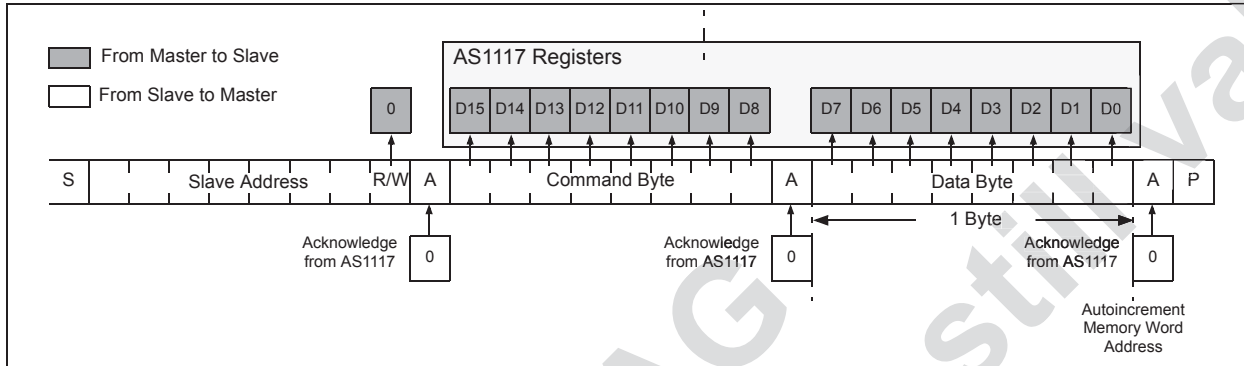 From Master to Slave
From Slave to Master
AS1117 Registers
0 D15 D14 D13 D12 D11 D10 D9 D8 D7 D6 D5 D4 D3 D2 D1 D0
S Slave Address R/W A Command Byte A Data Byte A P
1 Byte
Acknowledge
from AS1117
0
Acknowledge
from AS1117
0
Acknowledge
from AS1117
0
Autoincrement
Memory Word
Address
AG
still